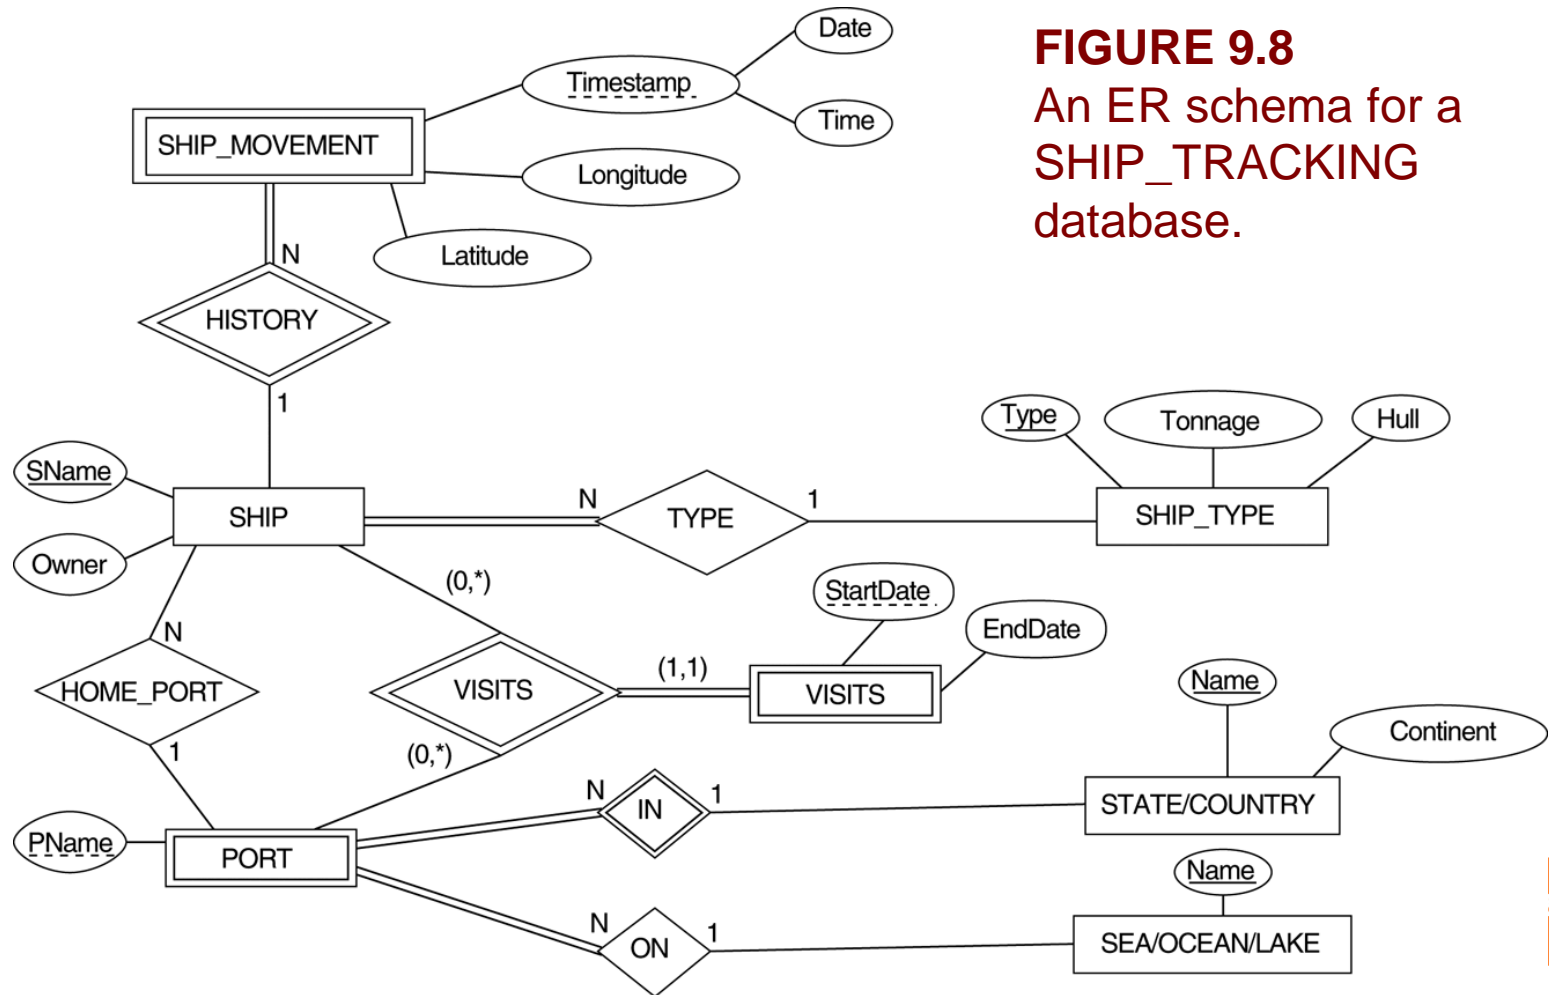 FIGURE 9.8
An ER schema for a
SHIP_TRACKING
database.
Date
Timestamp
Time
SHIP_MOVEMENT
Longitude
Latitude
N
HISTORY
1
SName
SHIP
Owner
N
TYPE
1
Type
Tonnage
Hull
SHIP_TYPE
(0,*)
StartDate
EndDate
N
HOME_PORT
1
VISITS
(1,1)
VISITS
(0,*)
Name
Continent
PName
PORT
N
IN
1
STATE/COUNTRY
Name
N
ON
1
SEA/OCEAN/LAKE